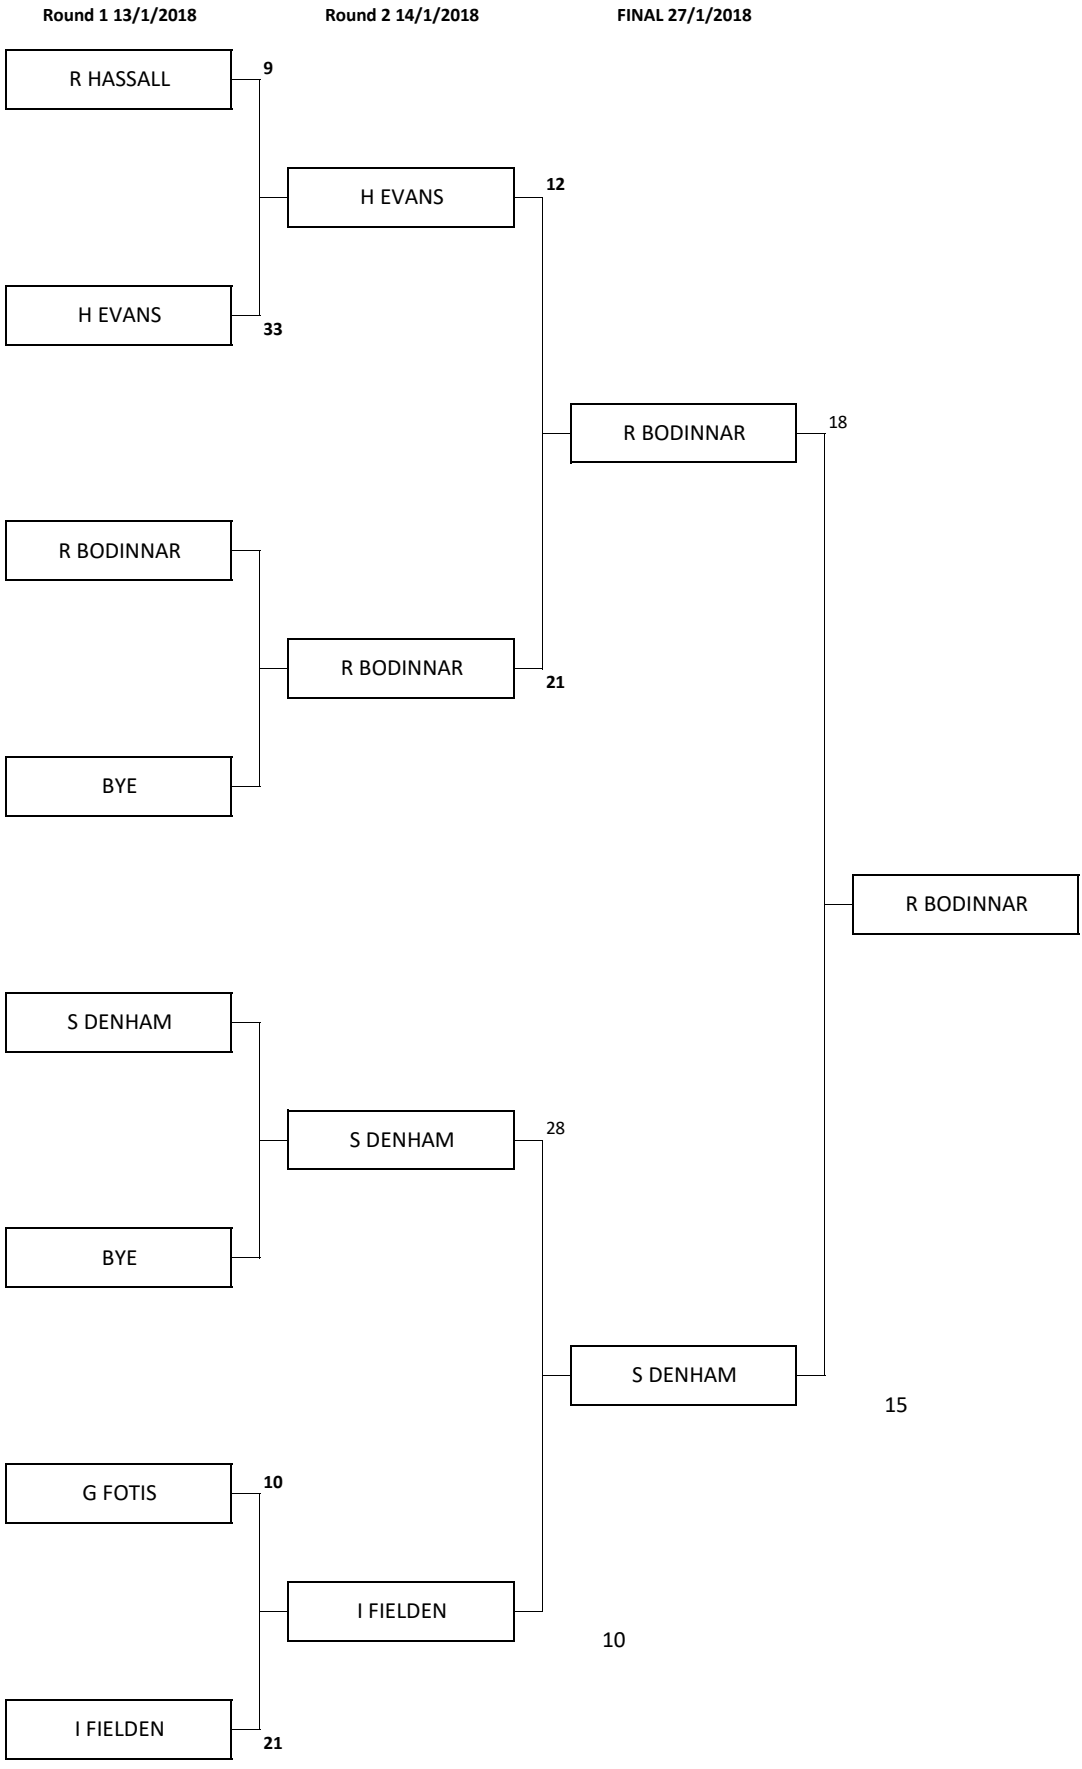 Round 1 13/1/2018 Round 2 14/1/2018 FINAL 27/1/2018
9
R HASSALL
12
H EVANS
H EVANS
33
18
R BODINNAR
R BODINNAR
R BODINNAR
21
BYE
R BODINNAR
S DENHAM
28
S DENHAM
BYE
S DENHAM
15
10
G FOTIS
I FIELDEN
10
I FIELDEN
21